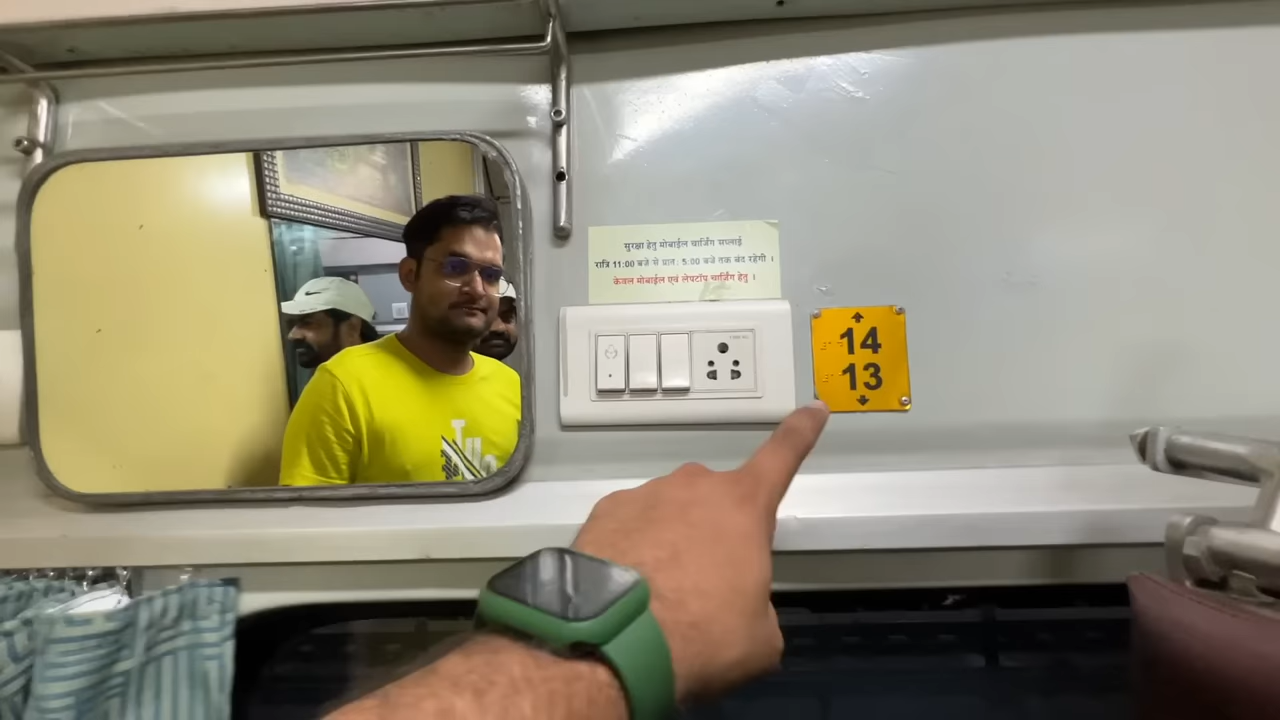 सुरक्षा हेतु मोबाईल चार्जिंग सप्लाई
रात्रि 11:00 बजे से प्रात: 5:00 बजे तक बंद रहेगी ।
केवल मोबाईल एवं लेपटॉप चार्जिंग हेतु ।
14
13